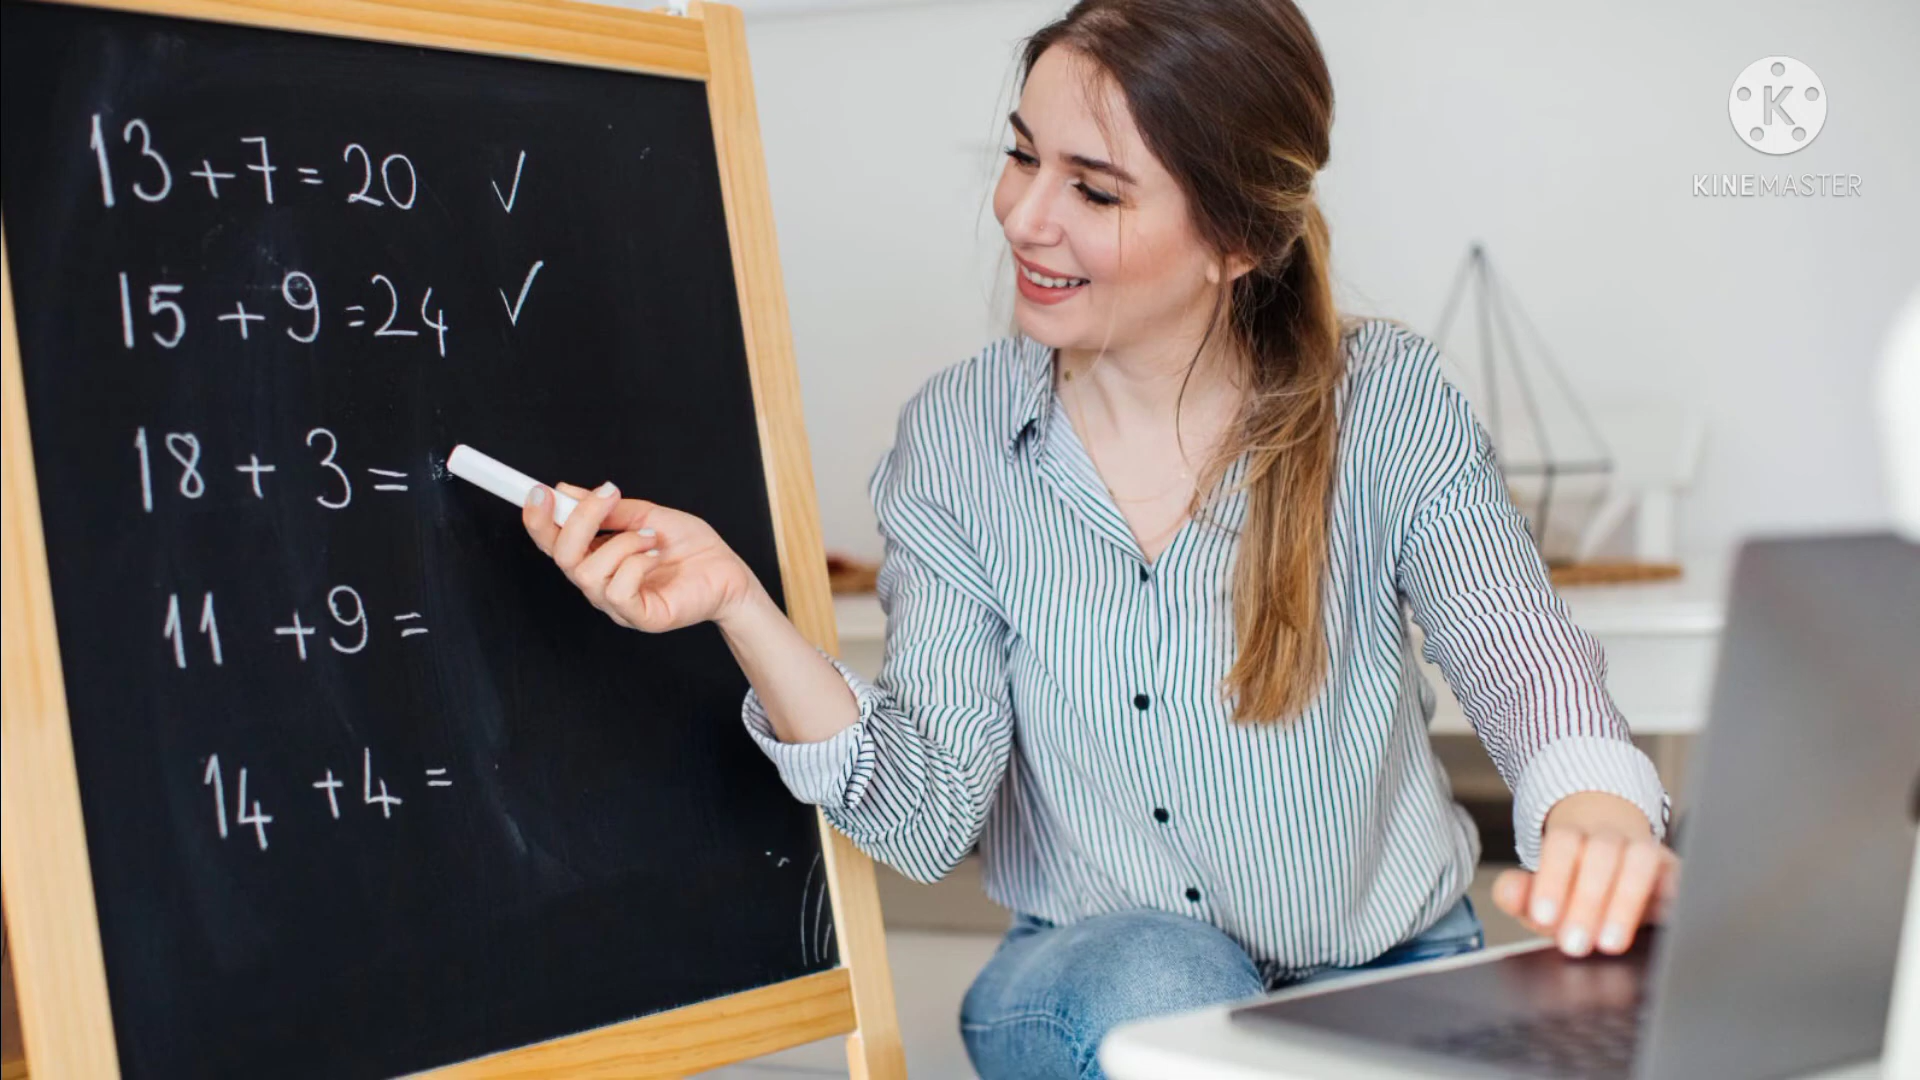 13 + 7 = 20 ✓
15 + 9 = 24 ✓
18 + 3 =
11 + 9 =
14 + 4 =
K
KINEMASTER